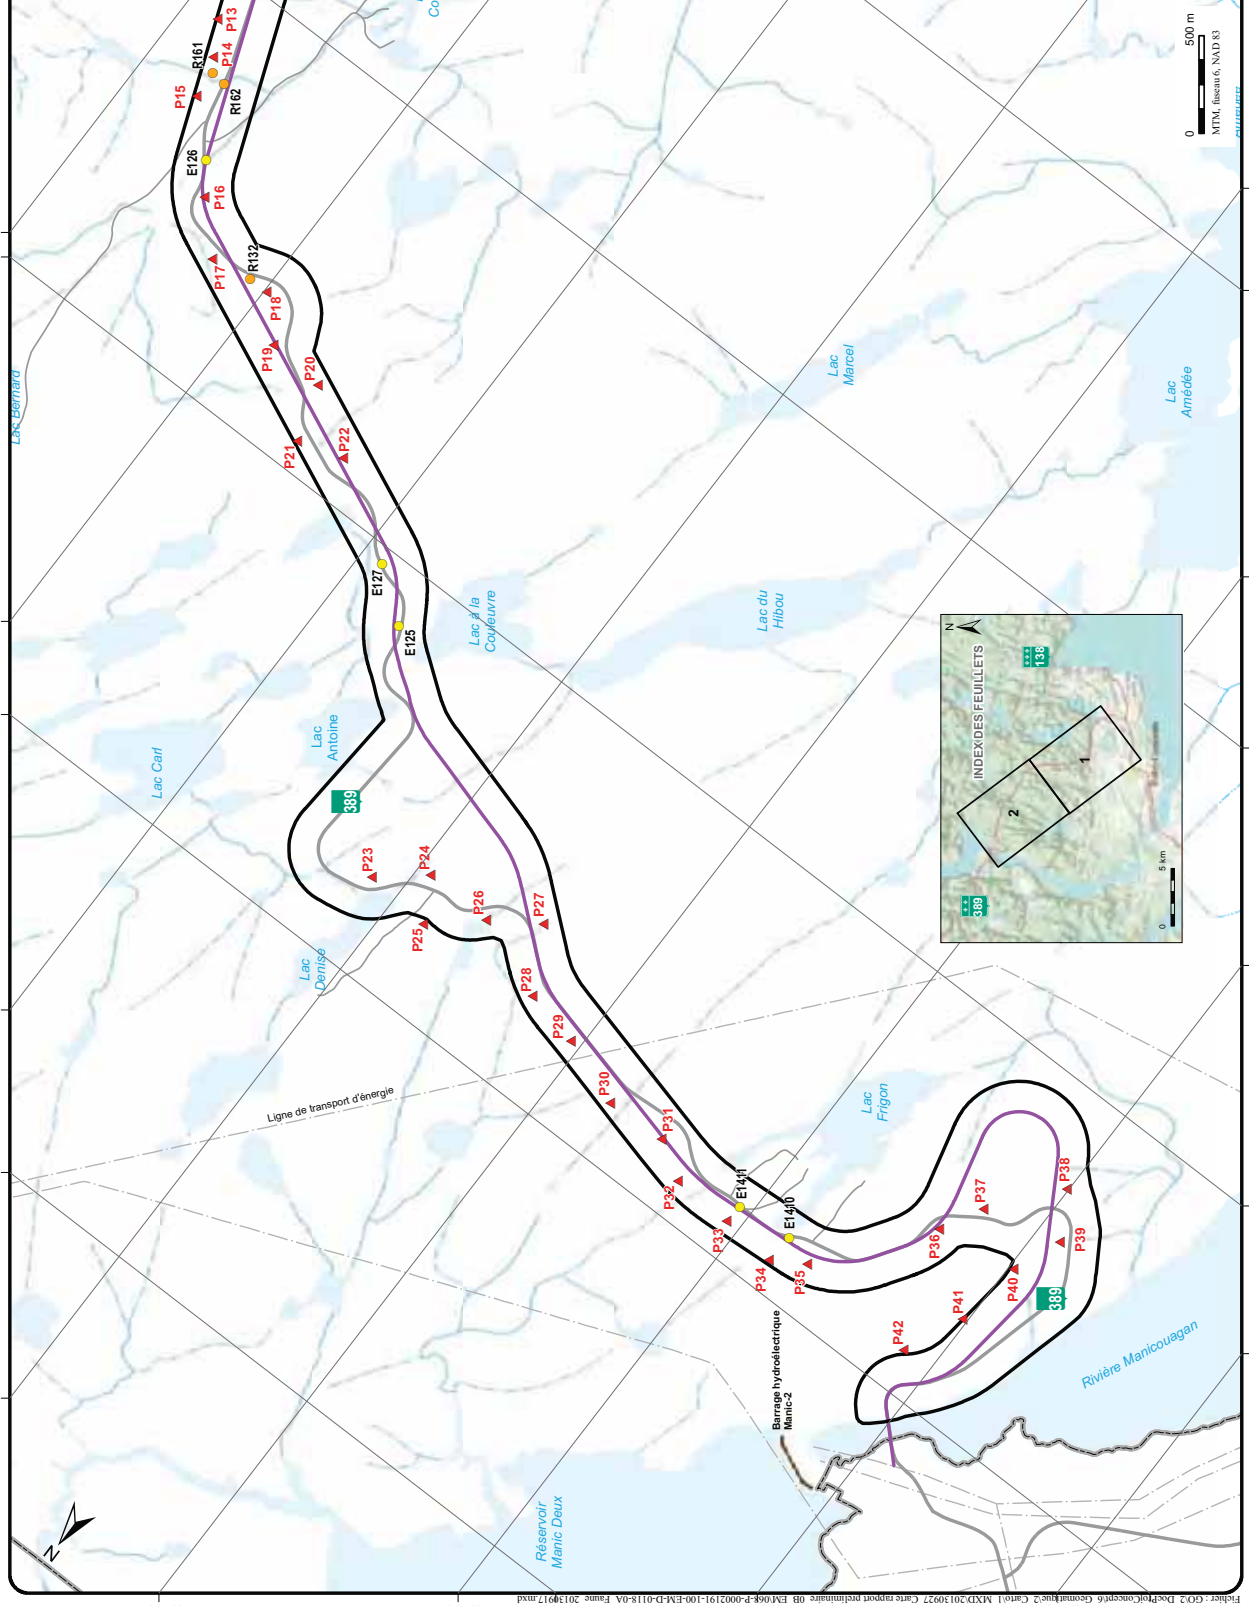 Lac Bernard
P13
P14
R161
P15
R162
E126
P16
P17
R132
P18
P19
P20
P21
P22
E127
E125
Lac
Marcel
Lac
Amédée
Lac à la
Couleuvre
Lac du
Hibou
Lac Carl
Lac
Antoine
389
P23
P24
P25
P26
P27
P28
Lac
Denise
P29
P30
P31
P32
P33
P34
P35
E1411
E1410
Ligne de transport d'énergie
Lac
Frigon
P36
P37
P38
P39
P40
P41
P42
389
Rivière Manicouagan
Barrage hydroélectrique
Manic-2
Réservoir
Manic Deux
N
INDEX DES FEUILLETS
N
138
389
1
2
0 5 km
0 500 m
MTM, fuseau 6, NAD 83